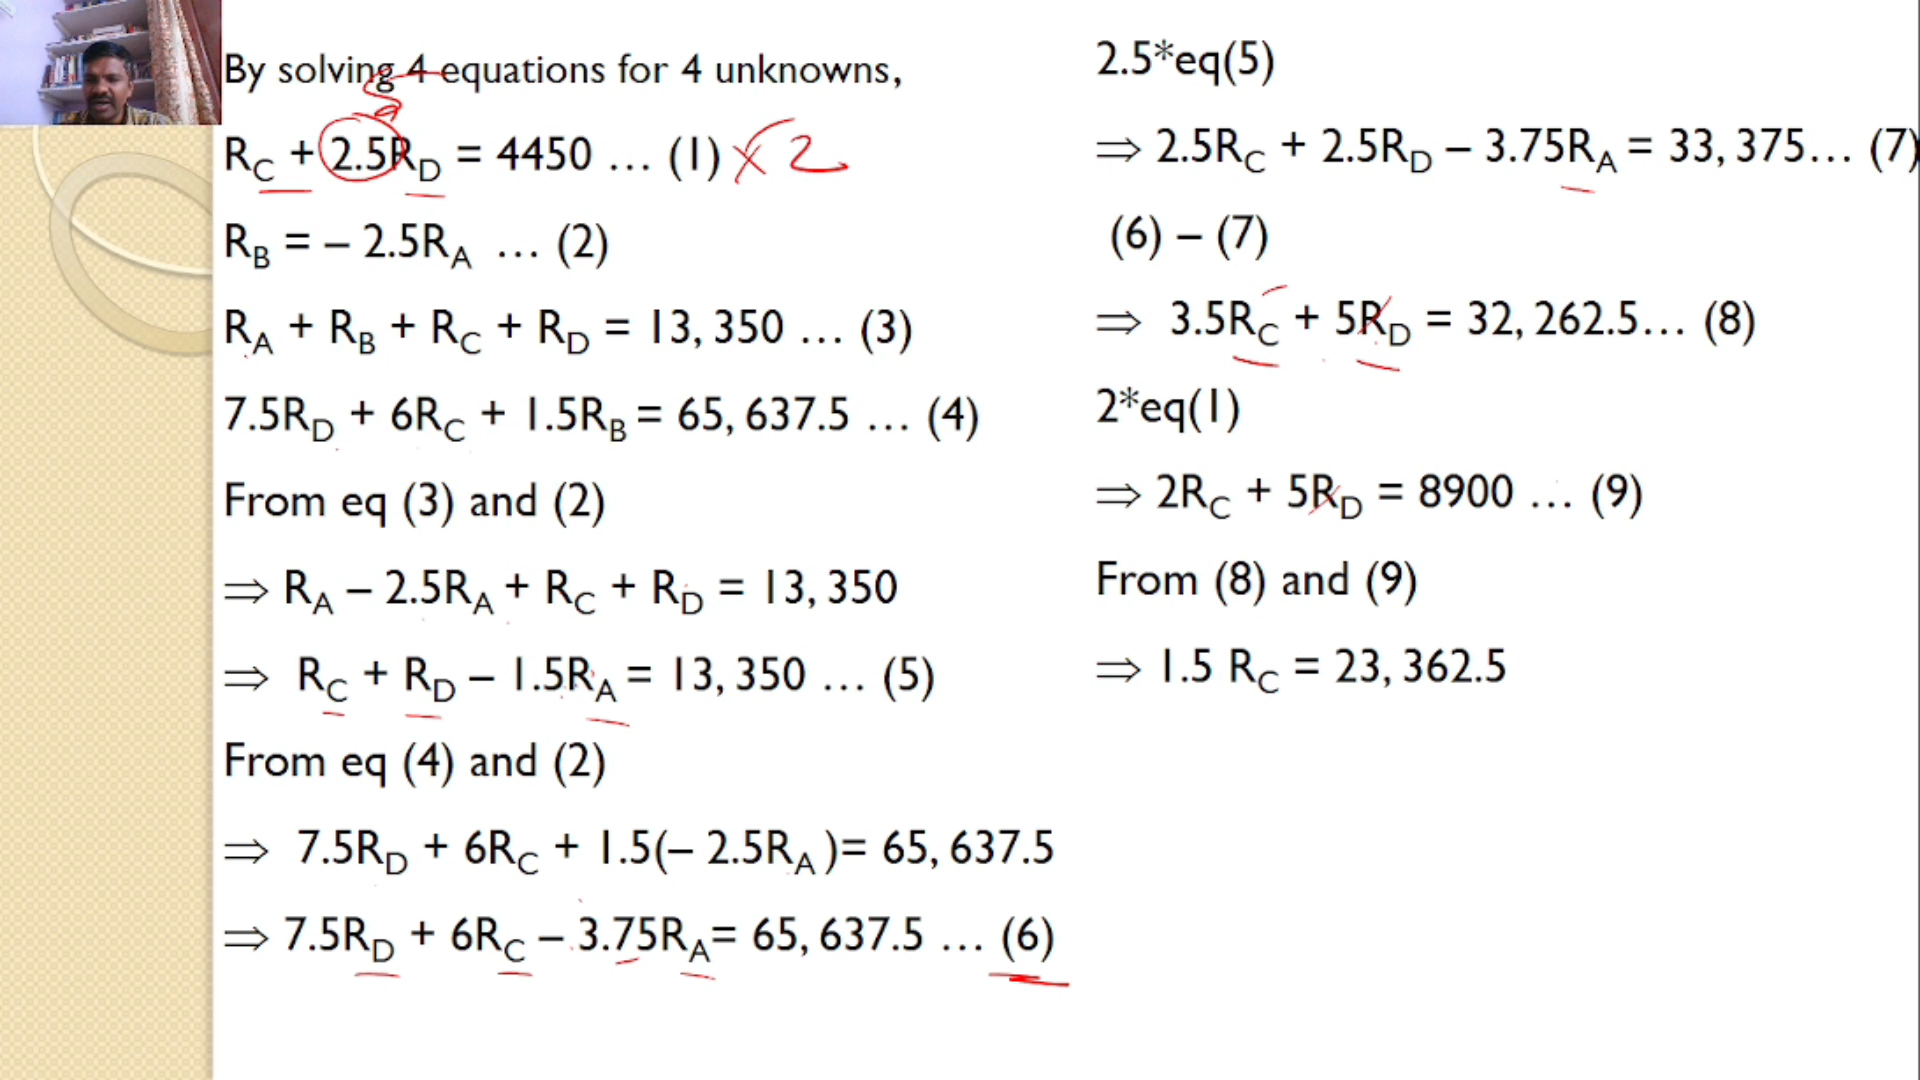 By solving 4 equations for 4 unknowns,
R_C + 2.5R_D = 4450 … (1) × 2
R_B = – 2.5R_A … (2)
R_A + R_B + R_C + R_D = 13, 350 … (3)
7.5R_D + 6R_C + 1.5R_B = 65, 637.5 … (4)
From eq (3) and (2)
⇒ R_A – 2.5R_A + R_C + R_D = 13, 350
⇒ R_C + R_D – 1.5R_A = 13, 350 … (5)
From eq (4) and (2)
⇒ 7.5R_D + 6R_C + 1.5(– 2.5R_A )= 65, 637.5
⇒ 7.5R_D + 6R_C – 3.75R_A= 65, 637.5 … (6)
2.5*eq(5)
⇒ 2.5R_C + 2.5R_D – 3.75R_A = 33, 375… (7)
(6) – (7)
⇒ 3.5R_C + 5R_D = 32, 262.5… (8)
2*eq(1)
⇒ 2R_C + 5R_D = 8900 … (9)
From (8) and (9)
⇒ 1.5 R_C = 23, 362.5